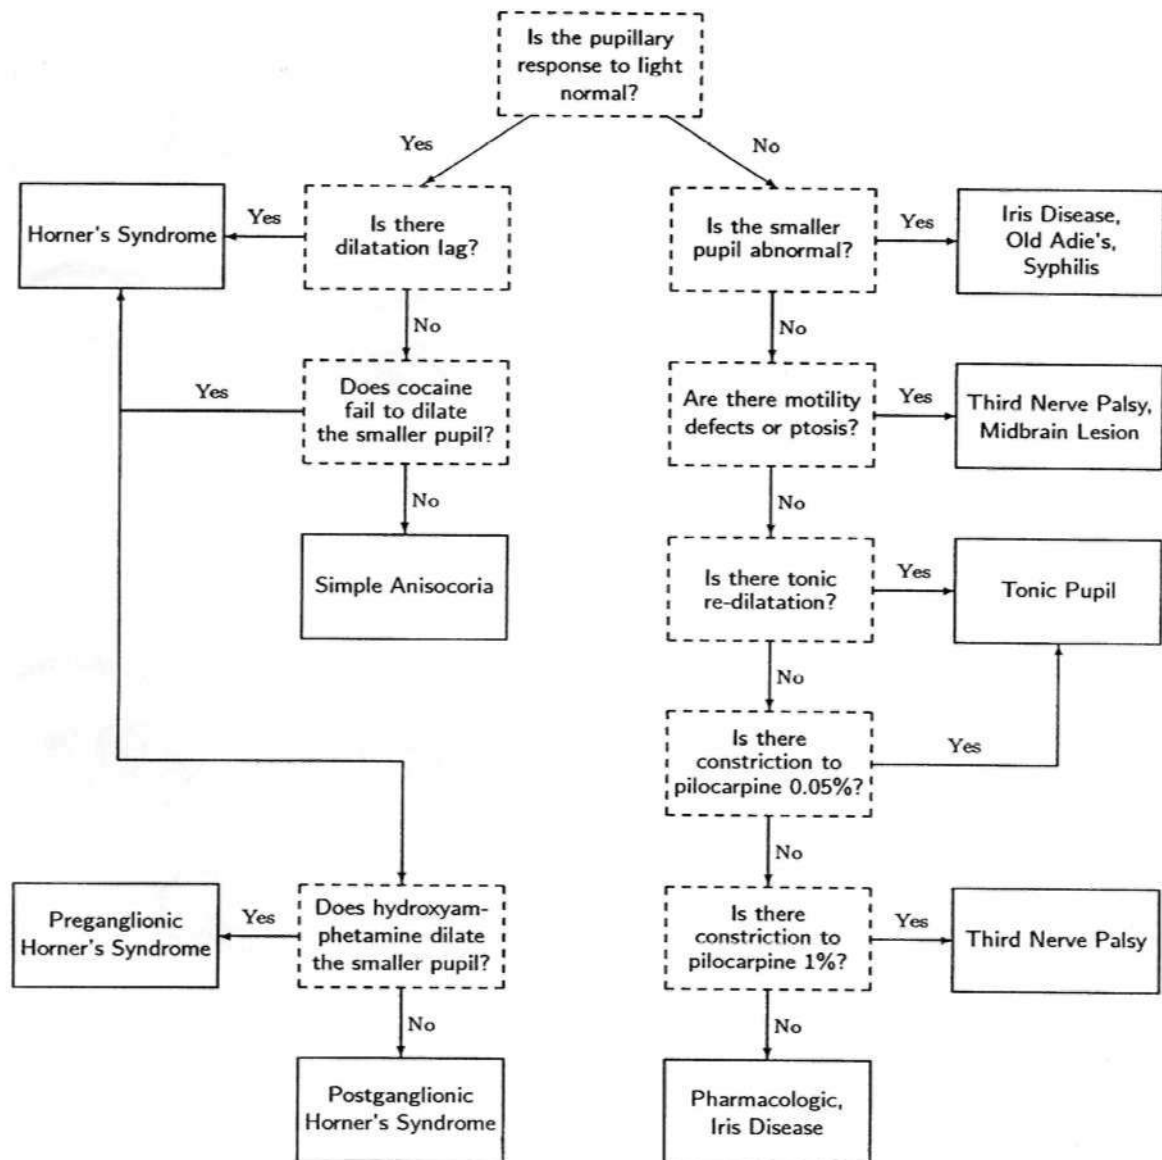 Is the pupillary
response to light
normal?
Yes
No
Horner's Syndrome
Yes
Is there
dilatation lag?
Is the smaller
pupil abnormal?
Yes
Iris Disease,
Old Adie's,
Syphilis
No
No
Yes
Does cocaine
fail to dilate
the smaller pupil?
Are there motility
defects or ptosis?
Yes
Third Nerve Palsy,
Midbrain Lesion
No
No
Simple Anisocoria
Is there tonic
re-dilatation?
Yes
Tonic Pupil
No
Is there
constriction to
pilocarpine 0.05%?
Yes
No
Preganglionic
Horner's Syndrome
Yes
Does hydroxyam-
phetamine dilate
the smaller pupil?
Is there
constriction to
pilocarpine 1%?
Yes
Third Nerve Palsy
No
No
Postganglionic
Horner's Syndrome
Pharmacologic,
Iris Disease